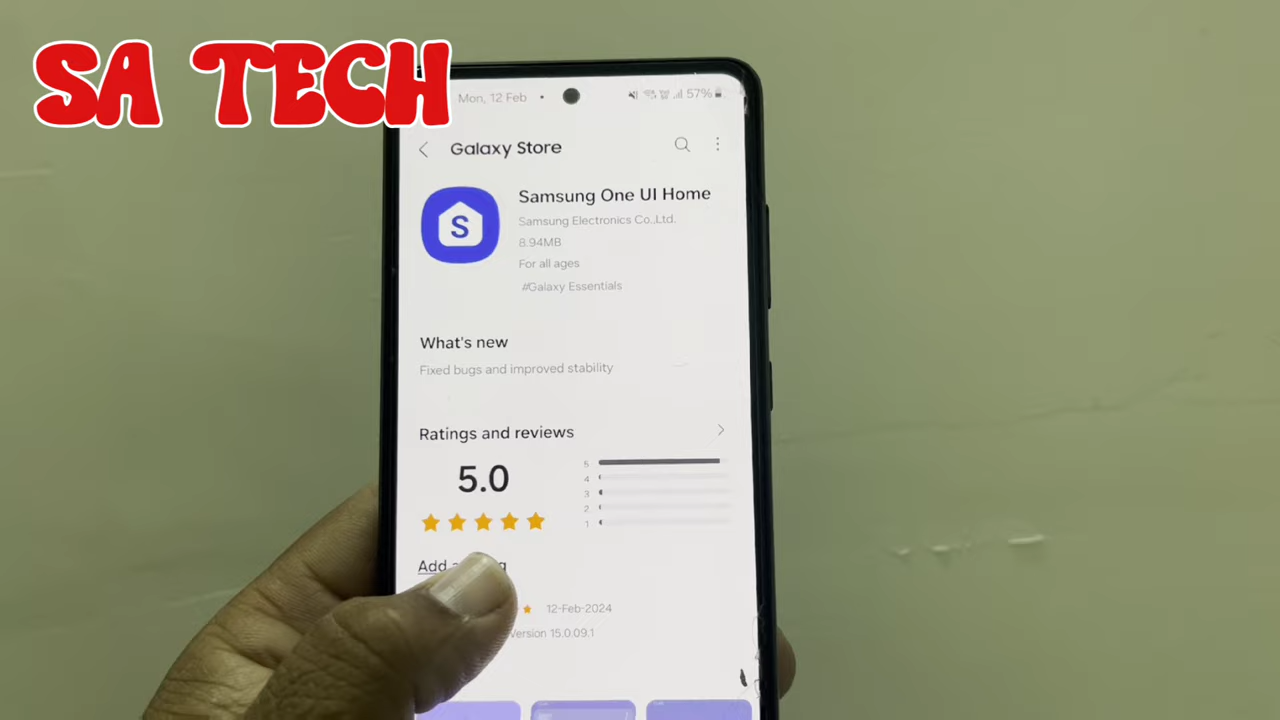 SA TECH
Mon, 12 Feb •
57%
Galaxy Store
Samsung One UI Home
S
Samsung Electronics Co.,Ltd.
8.94MB
For all ages
#Galaxy Essentials
What's new
Fixed bugs and improved stability
Ratings and reviews
5.0
5
4
3
2
1
Add
12-Feb-2024
Version 15.0.09.1